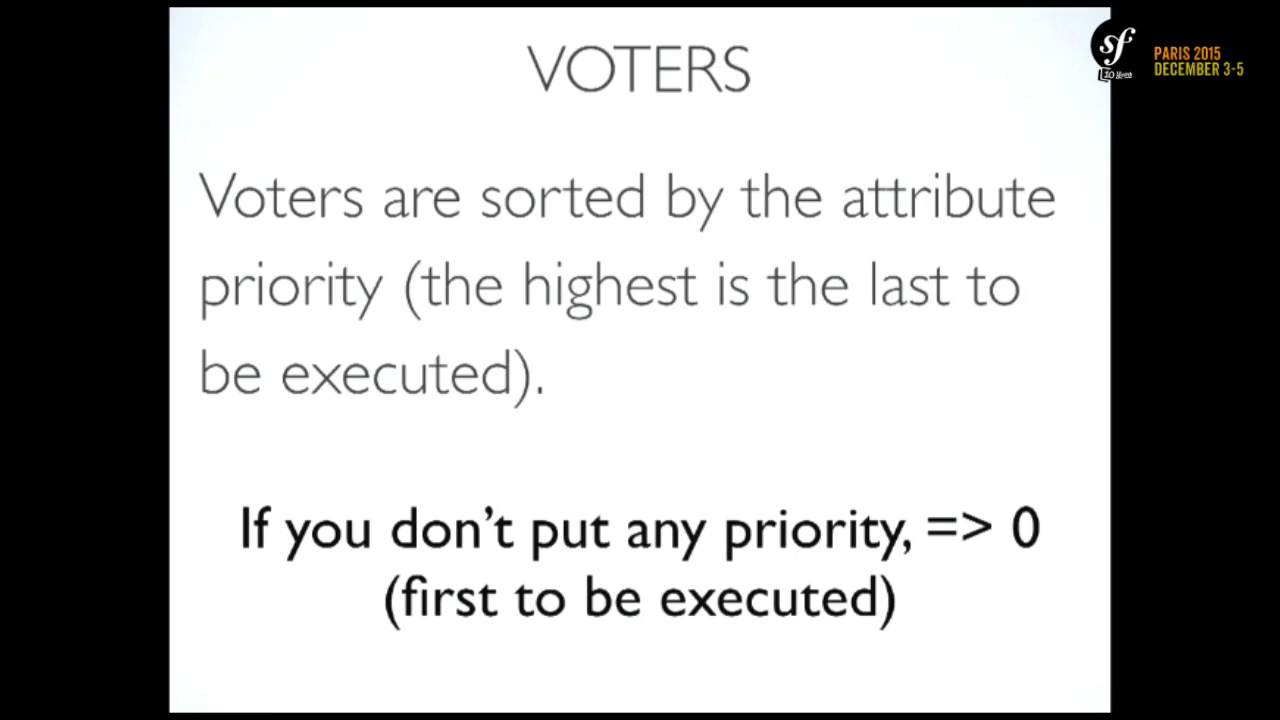 VOTERS
Voters are sorted by the attribute
priority (the highest is the last to
be executed).
If you don't put any priority, => 0
(first to be executed)
sf
PARIS 2015
DECEMBER 3-5